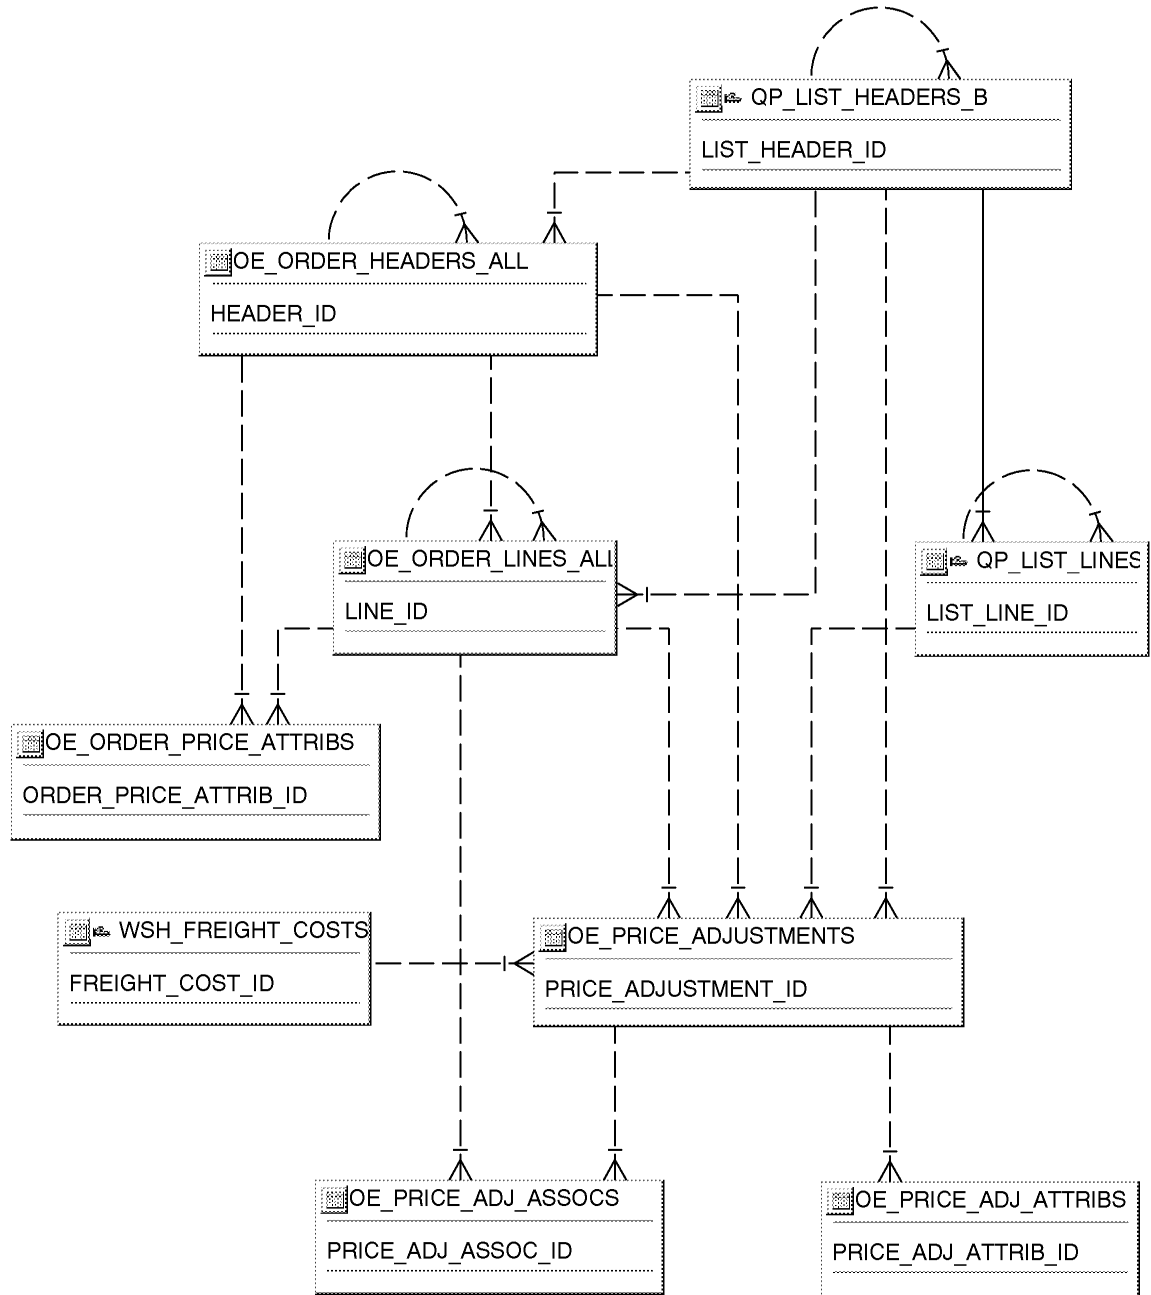 QP_LIST_HEADERS_B
LIST_HEADER_ID
OE_ORDER_HEADERS_ALL
HEADER_ID
OE_ORDER_LINES_ALL
LINE_ID
QP_LIST_LINES
LIST_LINE_ID
OE_ORDER_PRICE_ATTRIBS
ORDER_PRICE_ATTRIB_ID
WSH_FREIGHT_COSTS
FREIGHT_COST_ID
OE_PRICE_ADJUSTMENTS
PRICE_ADJUSTMENT_ID
OE_PRICE_ADJ_ASSOCS
PRICE_ADJ_ASSOC_ID
OE_PRICE_ADJ_ATTRIBS
PRICE_ADJ_ATTRIB_ID